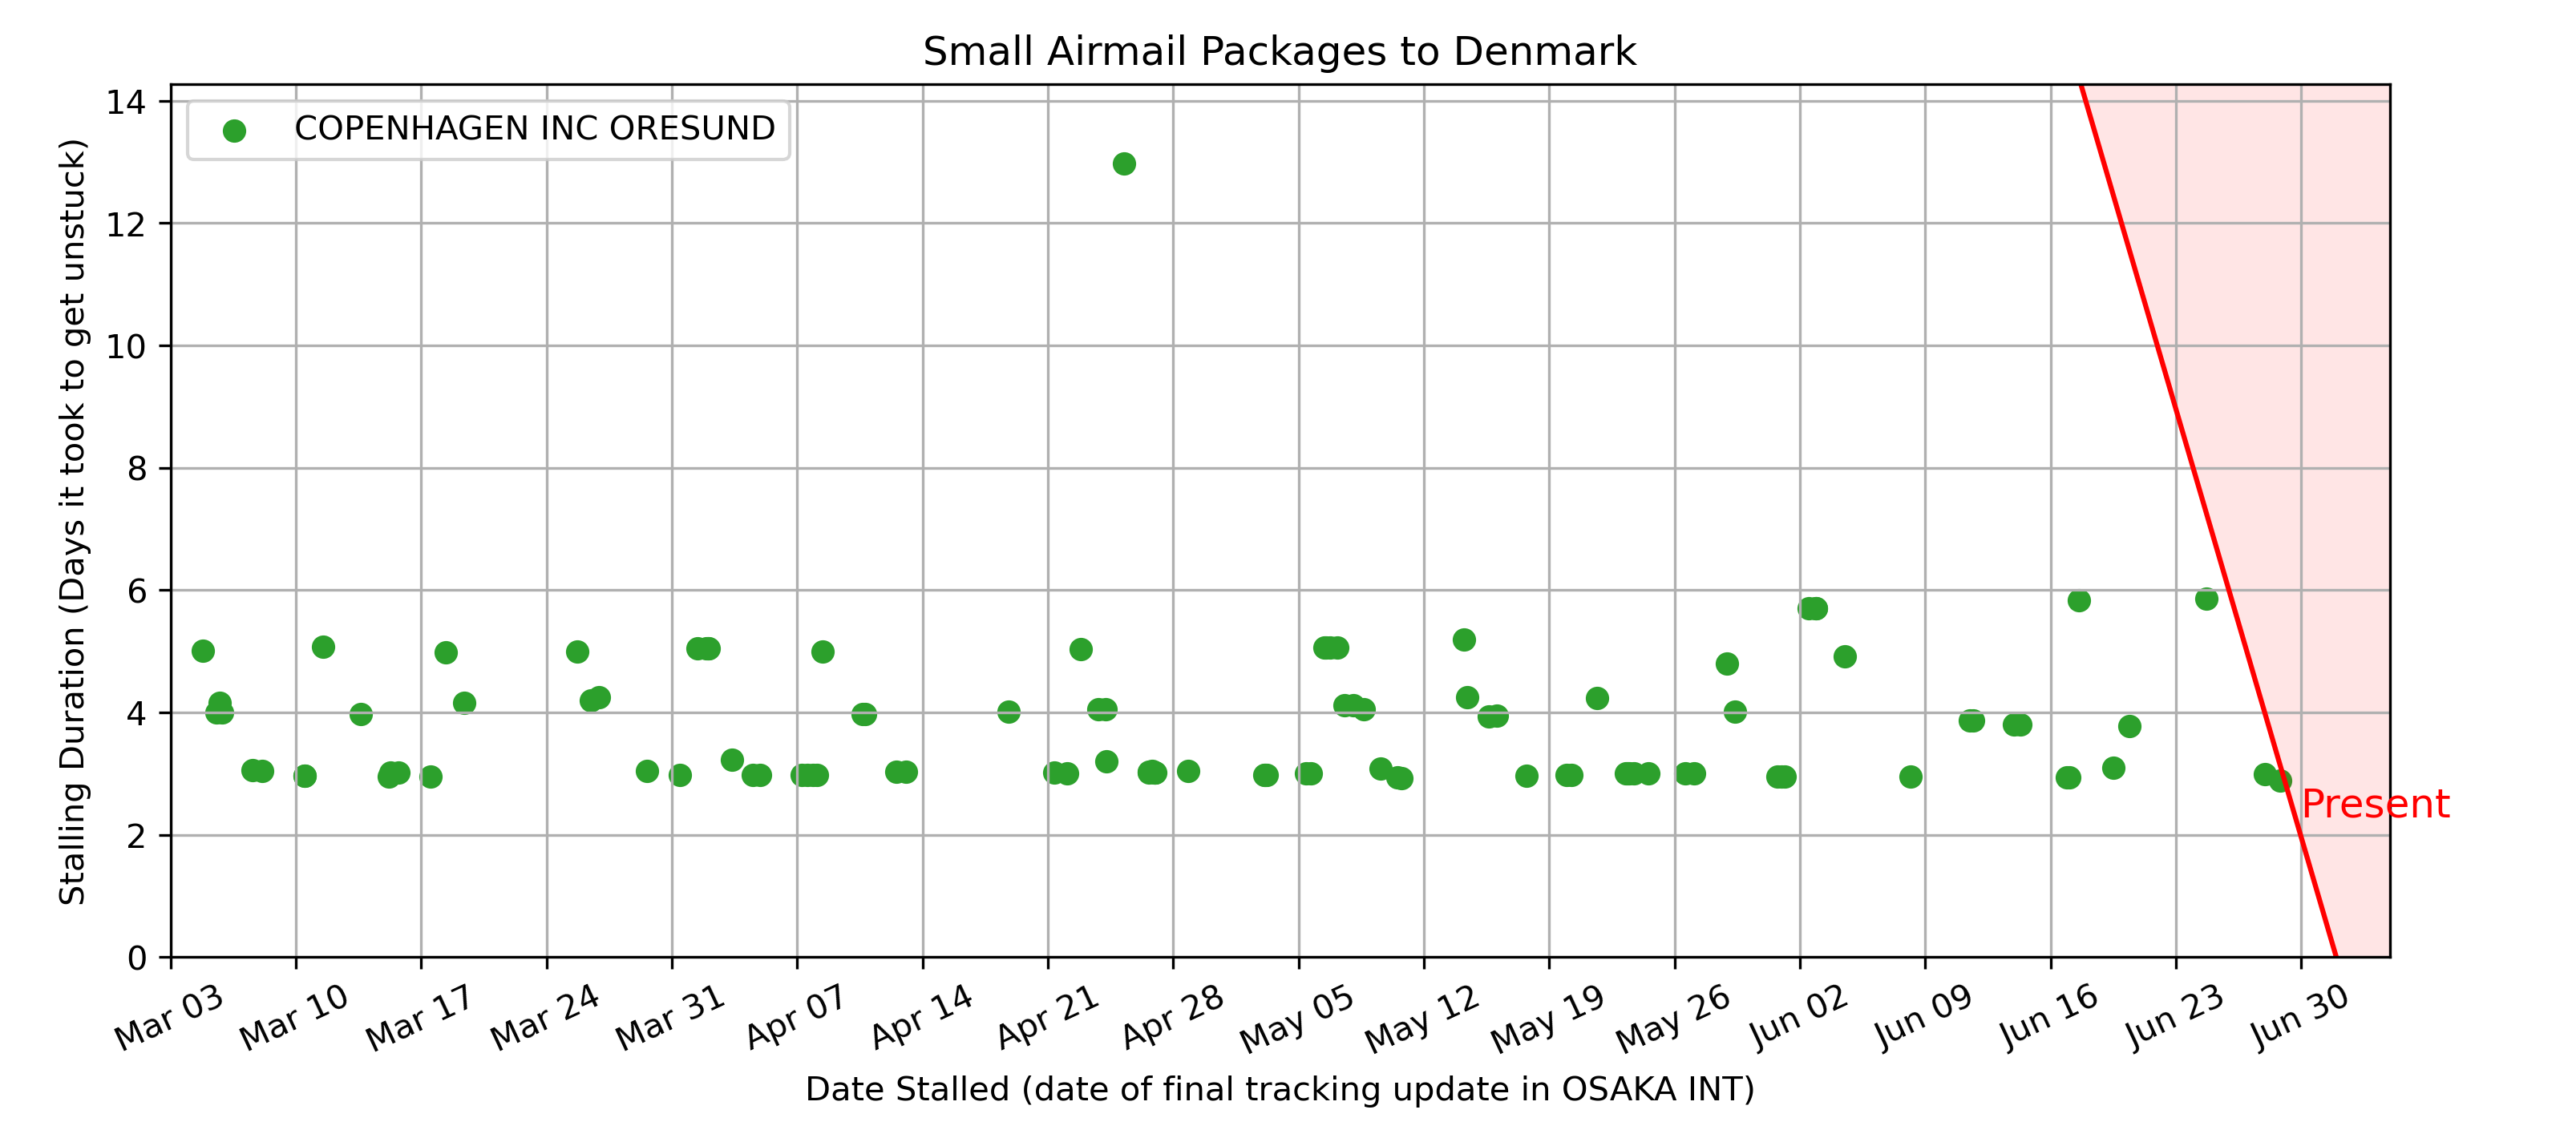 Small Airmail Packages to Denmark
COPENHAGEN INC ORESUND
Stalling Duration (Days it took to get unstuck)
14
12
10
8
6
4
2
0
Present
Mar 03
Mar 10
Mar 17
Mar 24
Mar 31
Apr 07
Apr 14
Apr 21
Apr 28
May 05
May 12
May 19
May 26
Jun 02
Jun 09
Jun 16
Jun 23
Jun 30
Date Stalled (date of final tracking update in OSAKA INT)